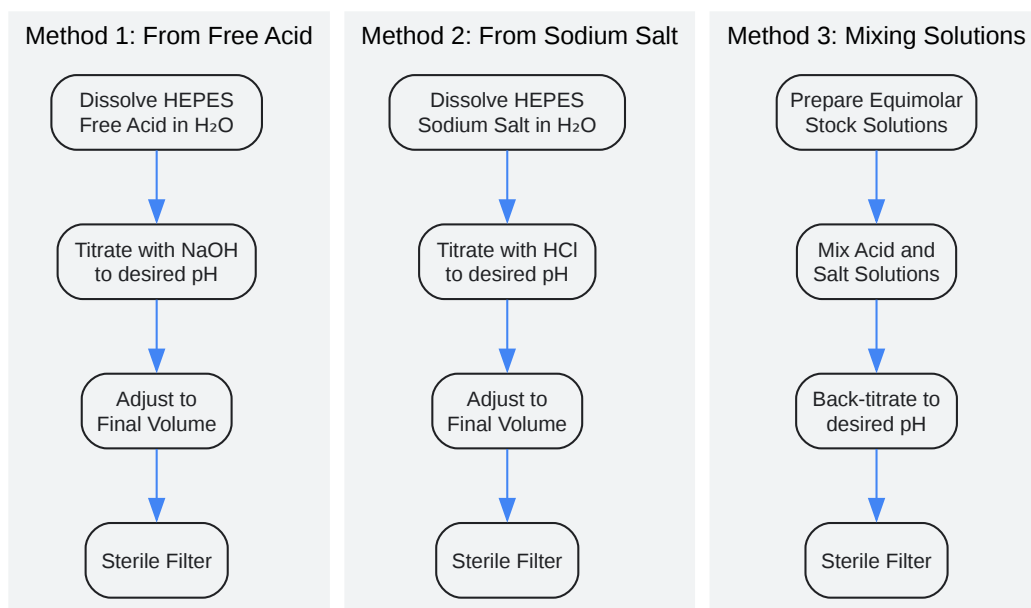 Method 1: From Free Acid
Dissolve HEPES
Free Acid in H₂O
Titrate with NaOH
to desired pH
Adjust to
Final Volume
Sterile Filter
Method 2: From Sodium Salt
Dissolve HEPES
Sodium Salt in H₂O
Titrate with HCl
to desired pH
Adjust to
Final Volume
Sterile Filter
Method 3: Mixing Solutions
Prepare Equimolar
Stock Solutions
Mix Acid and
Salt Solutions
Back-titrate to
desired pH
Sterile Filter